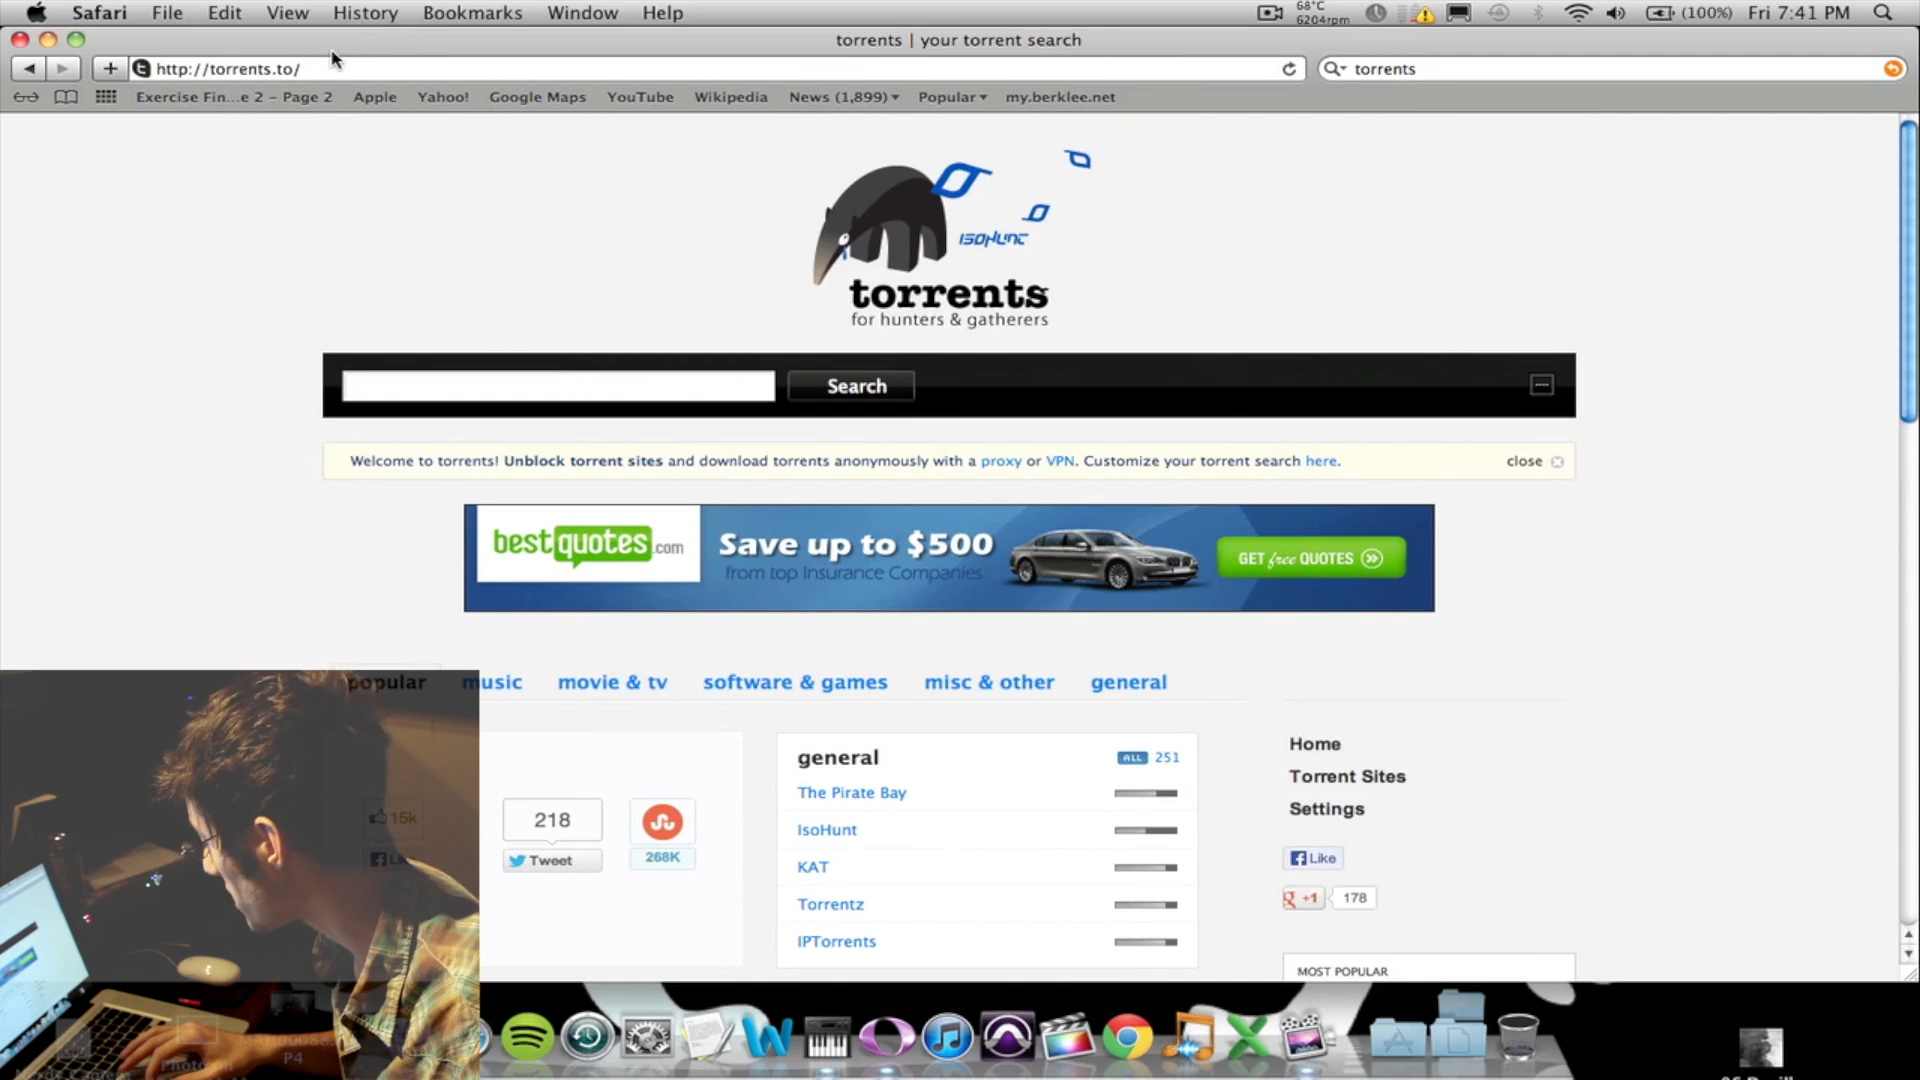 Safari File Edit View History Bookmarks Window Help 68°C 6204rpm (100%) Fri 7:41 PM
torrents | your torrent search
http://torrents.to/ torrents
Exercise Fin...e 2 – Page 2 Apple Yahoo! Google Maps YouTube Wikipedia News (1,899) Popular my.berklee.net
ISOHUNT
torrents
for hunters & gatherers
Search
Welcome to torrents! Unblock torrent sites and download torrents anonymously with a proxy or VPN. Customize your torrent search here. close
bestquotes.com Save up to $500 GET free QUOTES
from top Insurance Companies.
popular music movie & tv software & games misc & other general
general ALL 251
The Pirate Bay
IsoHunt
KAT
Torrentz
IPTorrents
15k
218
Tweet
268K
Home
Torrent Sites
Settings
Like
g +1 178
MOST POPULAR
P4